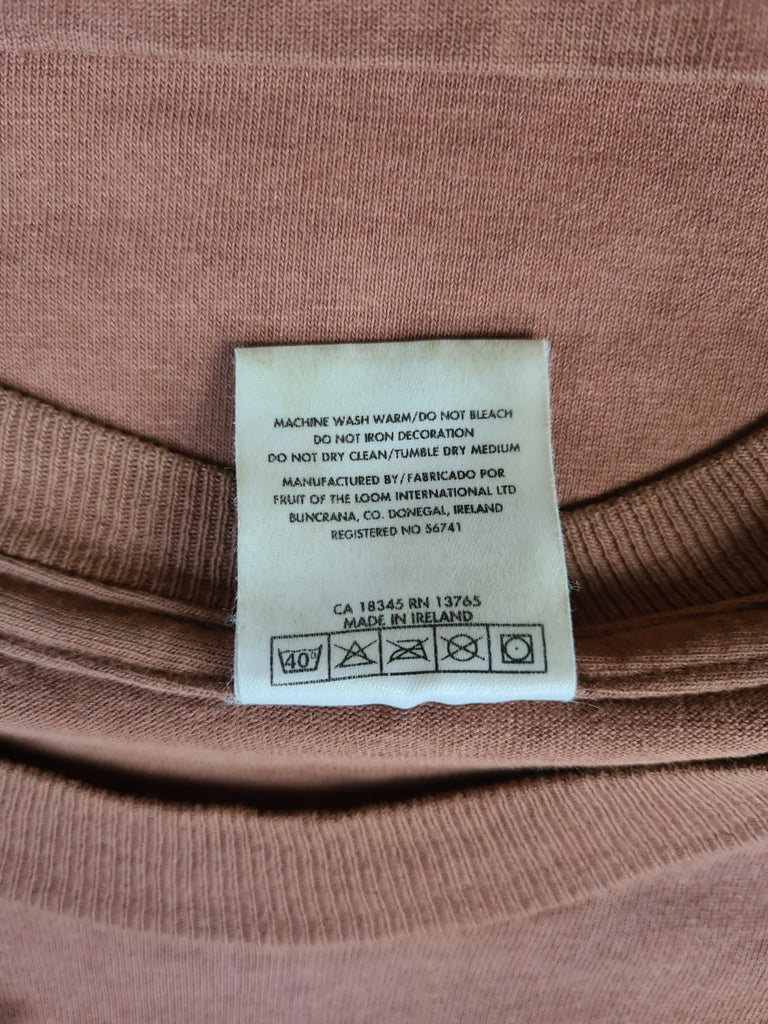 MACHINE WASH WARM/DO NOT BLEACH
DO NOT IRON DECORATION
DO NOT DRY CLEAN/TUMBLE DRY MEDIUM
MANUFACTURED BY/FABRICADO POR
FRUIT OF THE LOOM INTERNATIONAL LTD
BUNCRANA, CO. DONEGAL, IRELAND
REGISTERED NO 56741
CA 18345 RN 13765
MADE IN IRELAND
40°